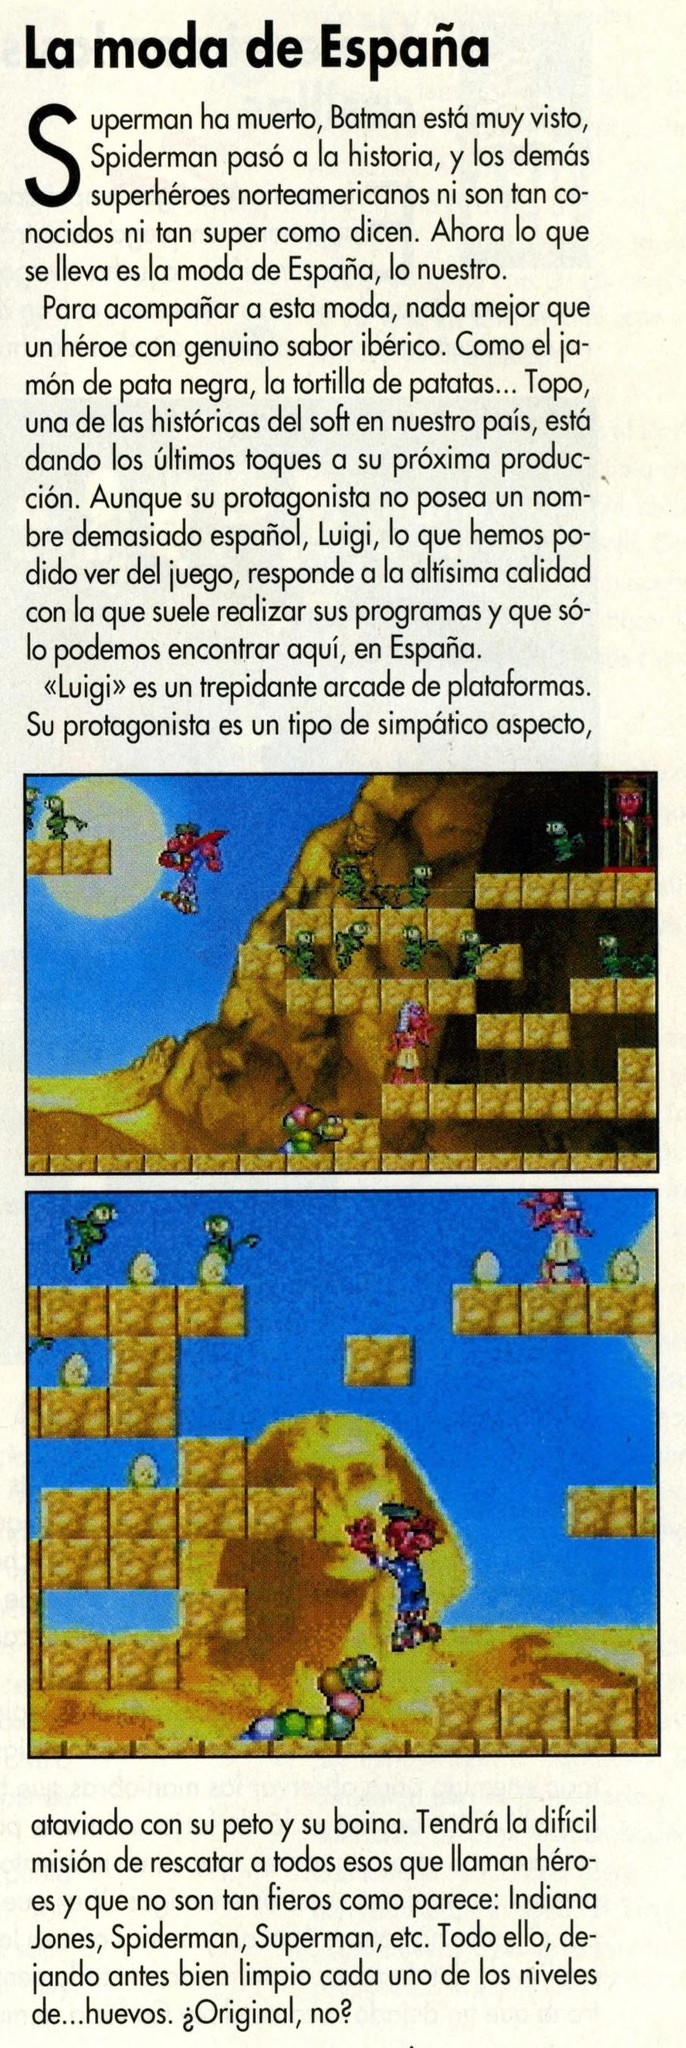 La moda de España
Superman ha muerto, Batman está muy visto,
Spiderman pasó a la historia, y los demás
superhéroes norteamericanos ni son tan co-
nocidos ni tan super como dicen. Ahora lo que
se lleva es la moda de España, lo nuestro.
Para acompañar a esta moda, nada mejor que
un héroe con genuino sabor ibérico. Como el ja-
món de pata negra, la tortilla de patatas... Topo,
una de las históricas del soft en nuestro país, está
dando los últimos toques a su próxima produc-
ción. Aunque su protagonista no posea un nom-
bre demasiado español, Luigi, lo que hemos po-
dido ver del juego, responde a la altísima calidad
con la que suele realizar sus programas y que só-
lo podemos encontrar aquí, en España.
«Luigi» es un trepidante arcade de plataformas.
Su protagonista es un tipo de simpático aspecto,
ataviado con su peto y su boina. Tendrá la difícil
misión de rescatar a todos esos que llaman héro-
es y que no son tan fieros como parece: Indiana
Jones, Spiderman, Superman, etc. Todo ello, de-
jando antes bien limpio cada uno de los niveles
de...huevos. ¿Original, no?